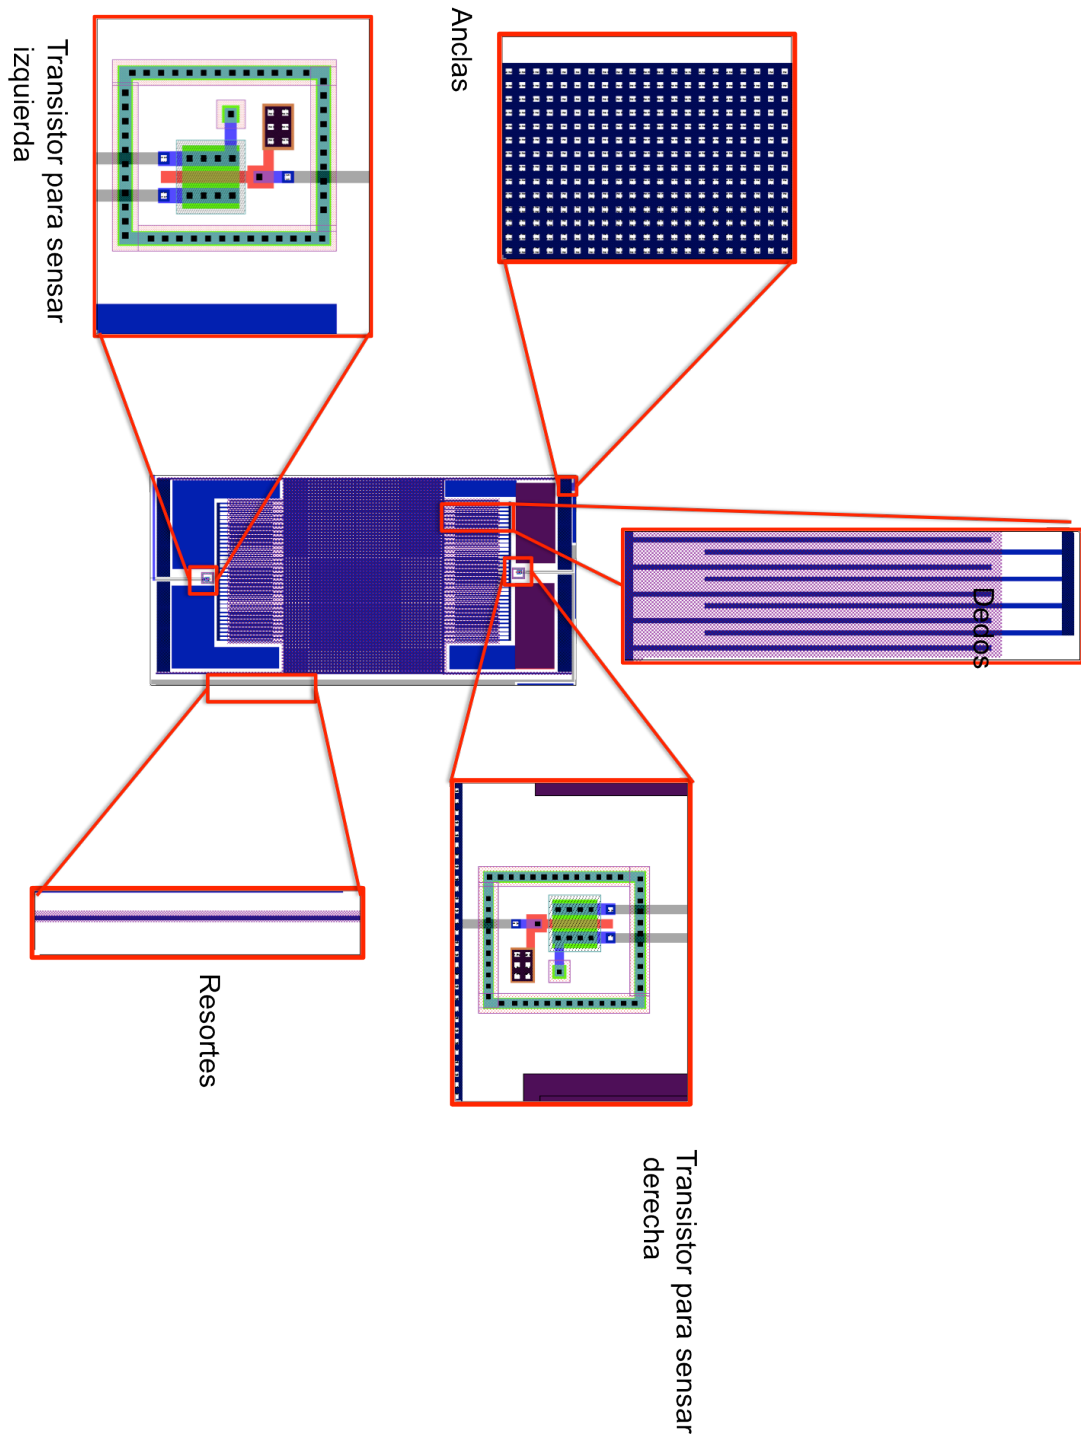 Anclas
Transistor para sensar
izquierda
Dedos
Resortes
Transistor para sensar
derecha